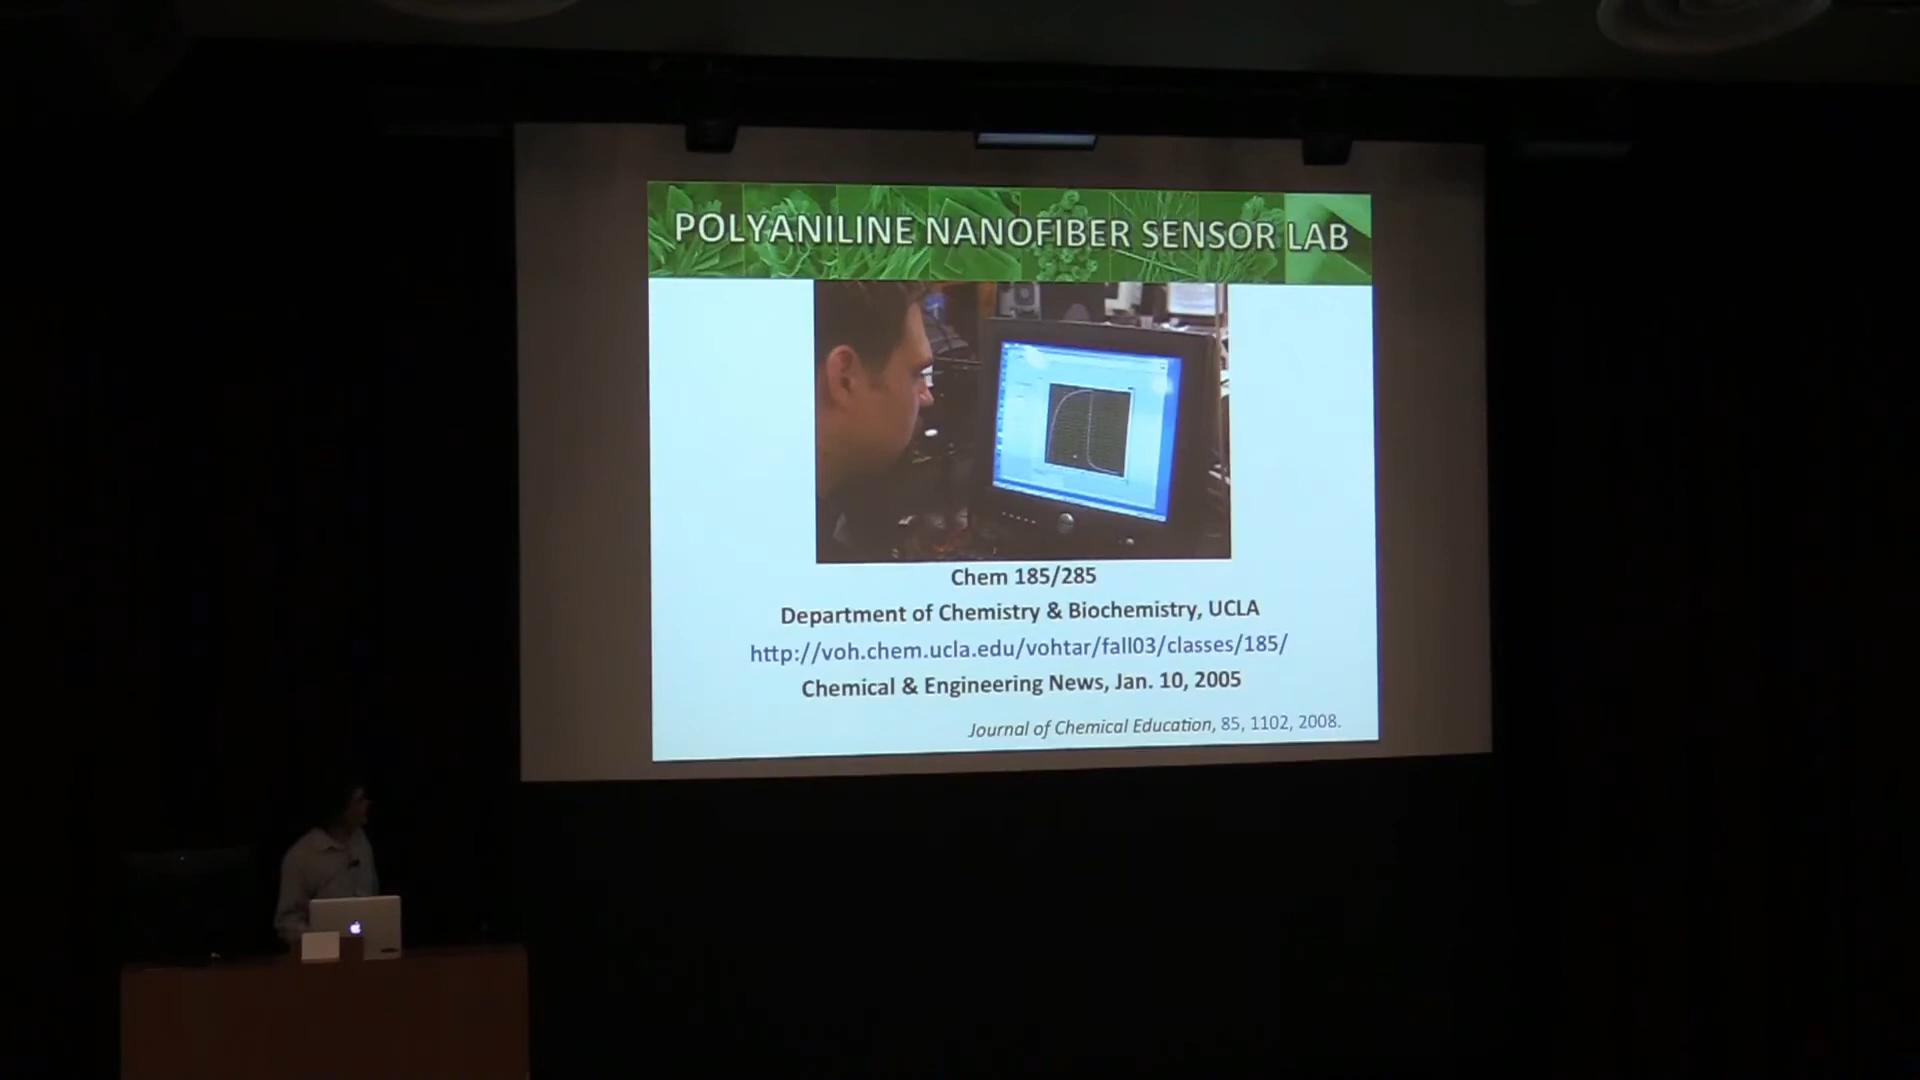 POLYANILINE NANOFIBER SENSOR LAB
Chem 185/285
Department of Chemistry & Biochemistry, UCLA
http://voh.chem.ucla.edu/vohtar/fall03/classes/185/
Chemical & Engineering News, Jan. 10, 2005
Journal of Chemical Education, 85, 1102, 2008.